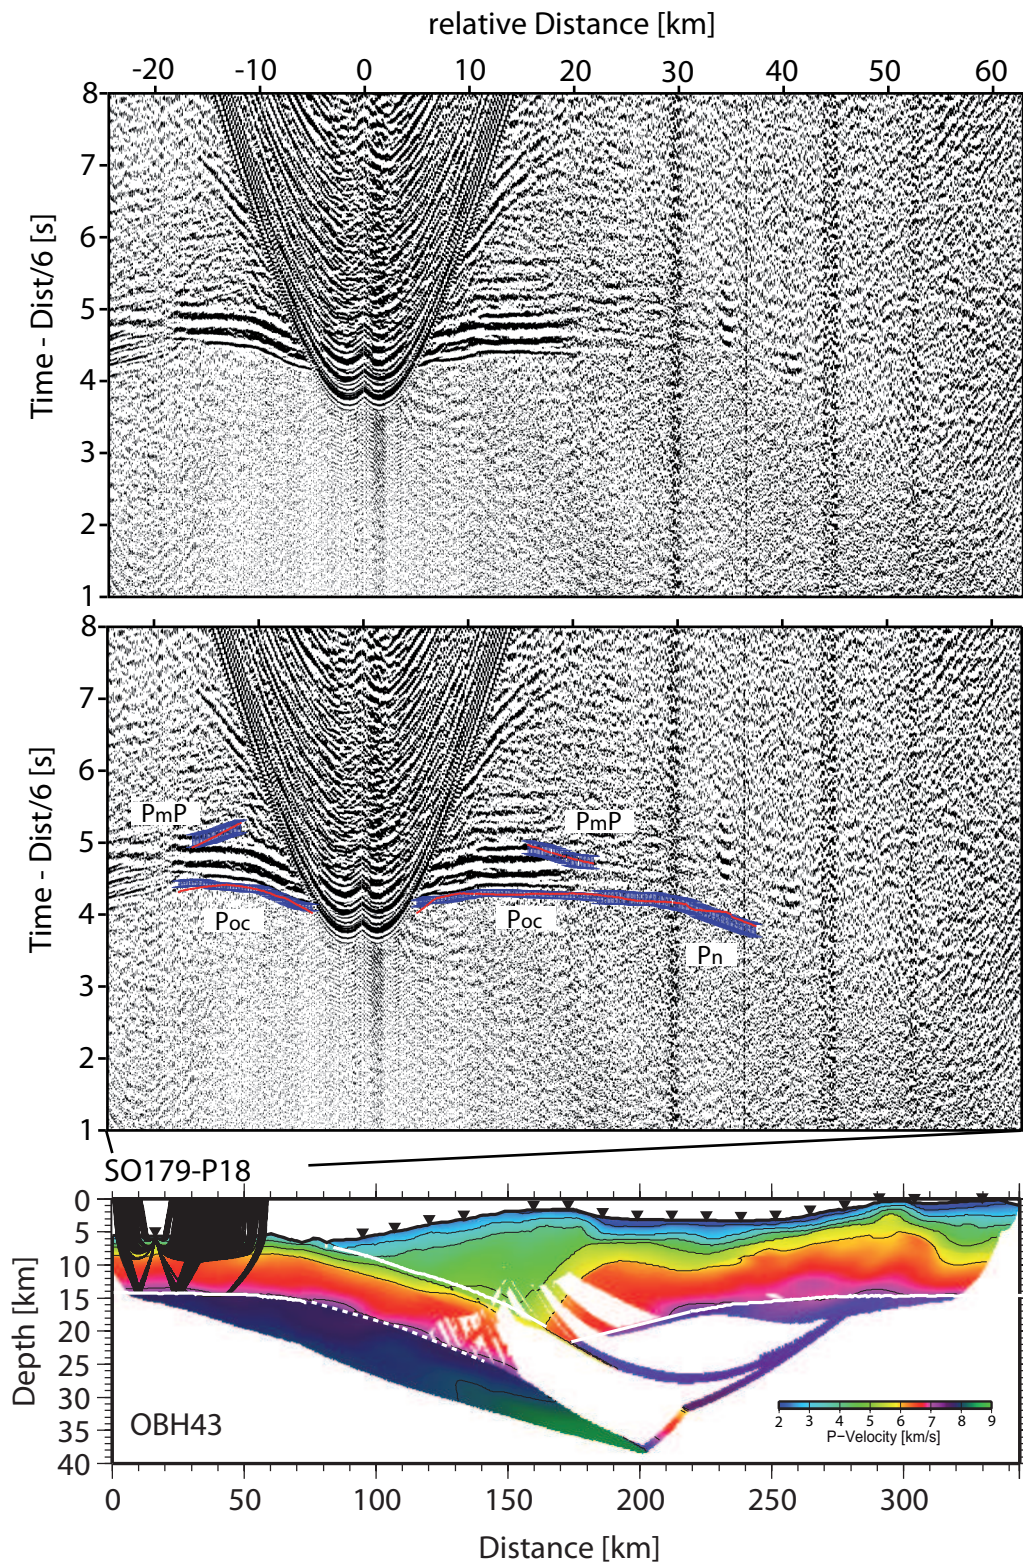 relative Distance [km]
-20 -10 0 10 20 30 40 50 60
8
7
6
5
4
3
2
1
Time - Dist/6 [s]
8
7
6
5
4
3
2
1
Time - Dist/6 [s]
PmP PmP
Poc Poc
Pn
SO179-P18
0
5
10
15
20
25
30
35
40
Depth [km]
OBH43
2 3 4 5 6 7 8 9
P-Velocity [km/s]
0 50 100 150 200 250 300
Distance [km]